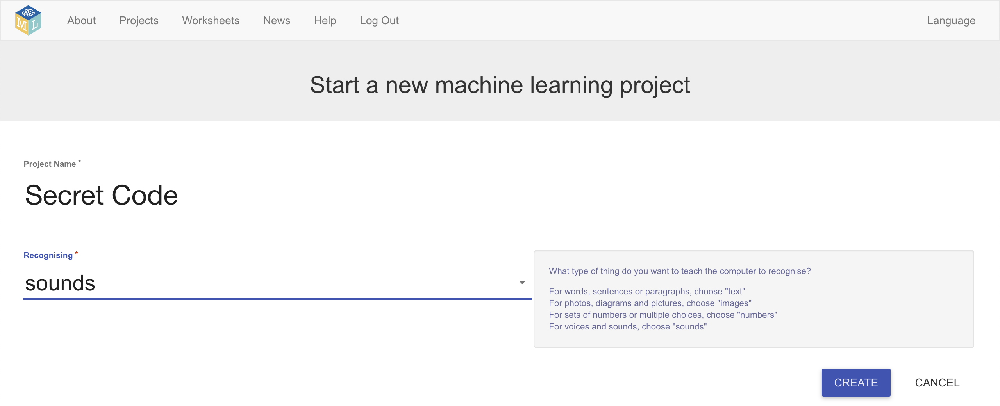 ML
About
Projects
Worksheets
News
Help
Log Out
Language
Start a new machine learning project
Project Name *
Secret Code
Recognising *
sounds
What type of thing do you want to teach the computer to recognise?
For words, sentences or paragraphs, choose "text"
For photos, diagrams and pictures, choose "images"
For sets of numbers or multiple choices, choose "numbers"
For voices and sounds, choose "sounds"
CREATE
CANCEL